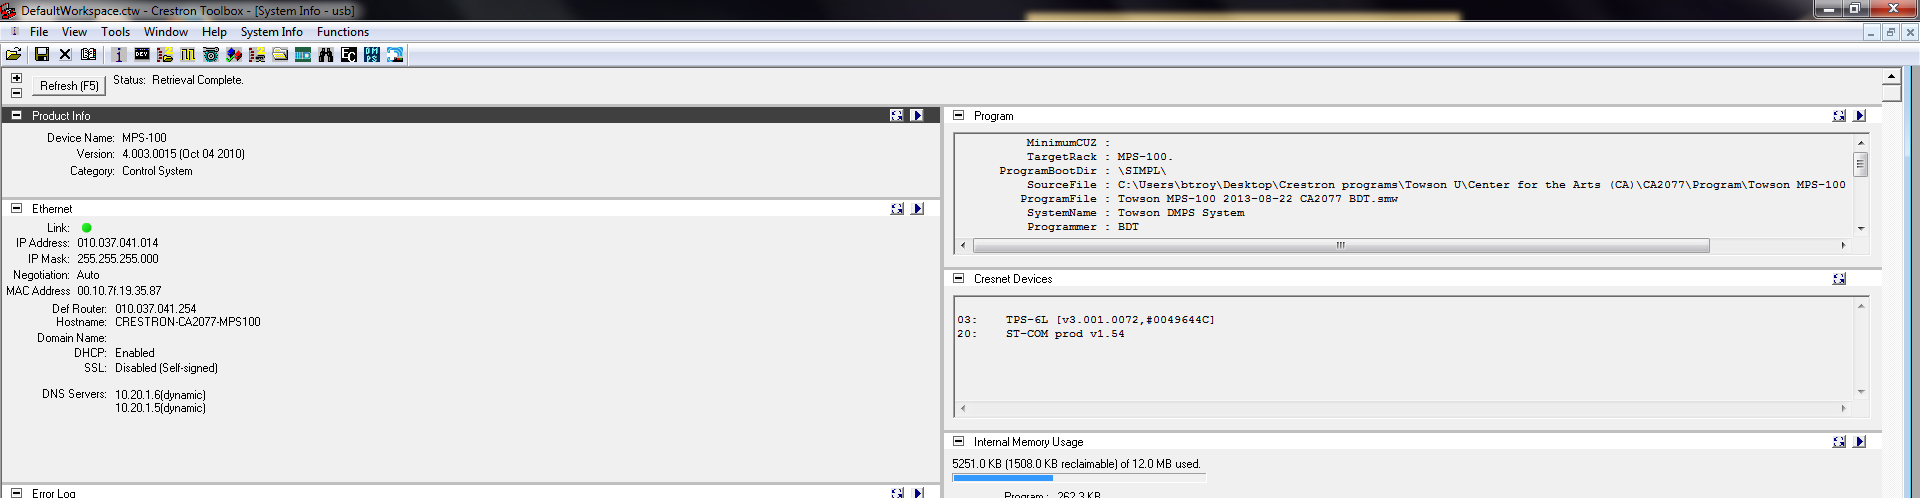 DefaultWorkspace.ctw - Crestron Toolbox - [System Info - usb]
File View Tools Window Help System Info Functions
Refresh (F5) Status: Retrieval Complete.
Product Info
Device Name: MPS-100
Version: 4.003.0015 (Oct 04 2010)
Category: Control System
Ethernet
Link:
IP Address: 010.037.041.014
IP Mask: 255.255.255.000
Negotiation: Auto
MAC Address 00.10.7f.19.35.87
Def Router: 010.037.041.254
Hostname: CRESTRON-CA2077-MPS100
Domain Name:
DHCP: Enabled
SSL: Disabled (Self-signed)
DNS Servers: 10.20.1.6(dynamic)
10.20.1.5(dynamic)
Error Log
Program
MinimumCUZ :
TargetRack : MPS-100.
ProgramBootDir : \SIMPL\
SourceFile : C:\Users\btroy\Desktop\Crestron programs\Towson U\Center for the Arts (CA)\CA2077\Program\Towson MPS-100
ProgramFile : Towson MPS-100 2013-08-22 CA2077 BDT.smw
SystemName : Towson DMPS System
Programmer : BDT
Cresnet Devices
03: TPS-6L [v3.001.0072,#0049644C]
20: ST-COM prod v1.54
Internal Memory Usage
5251.0 KB (1508.0 KB reclaimable) of 12.0 MB used.
Program : 262.3 KB